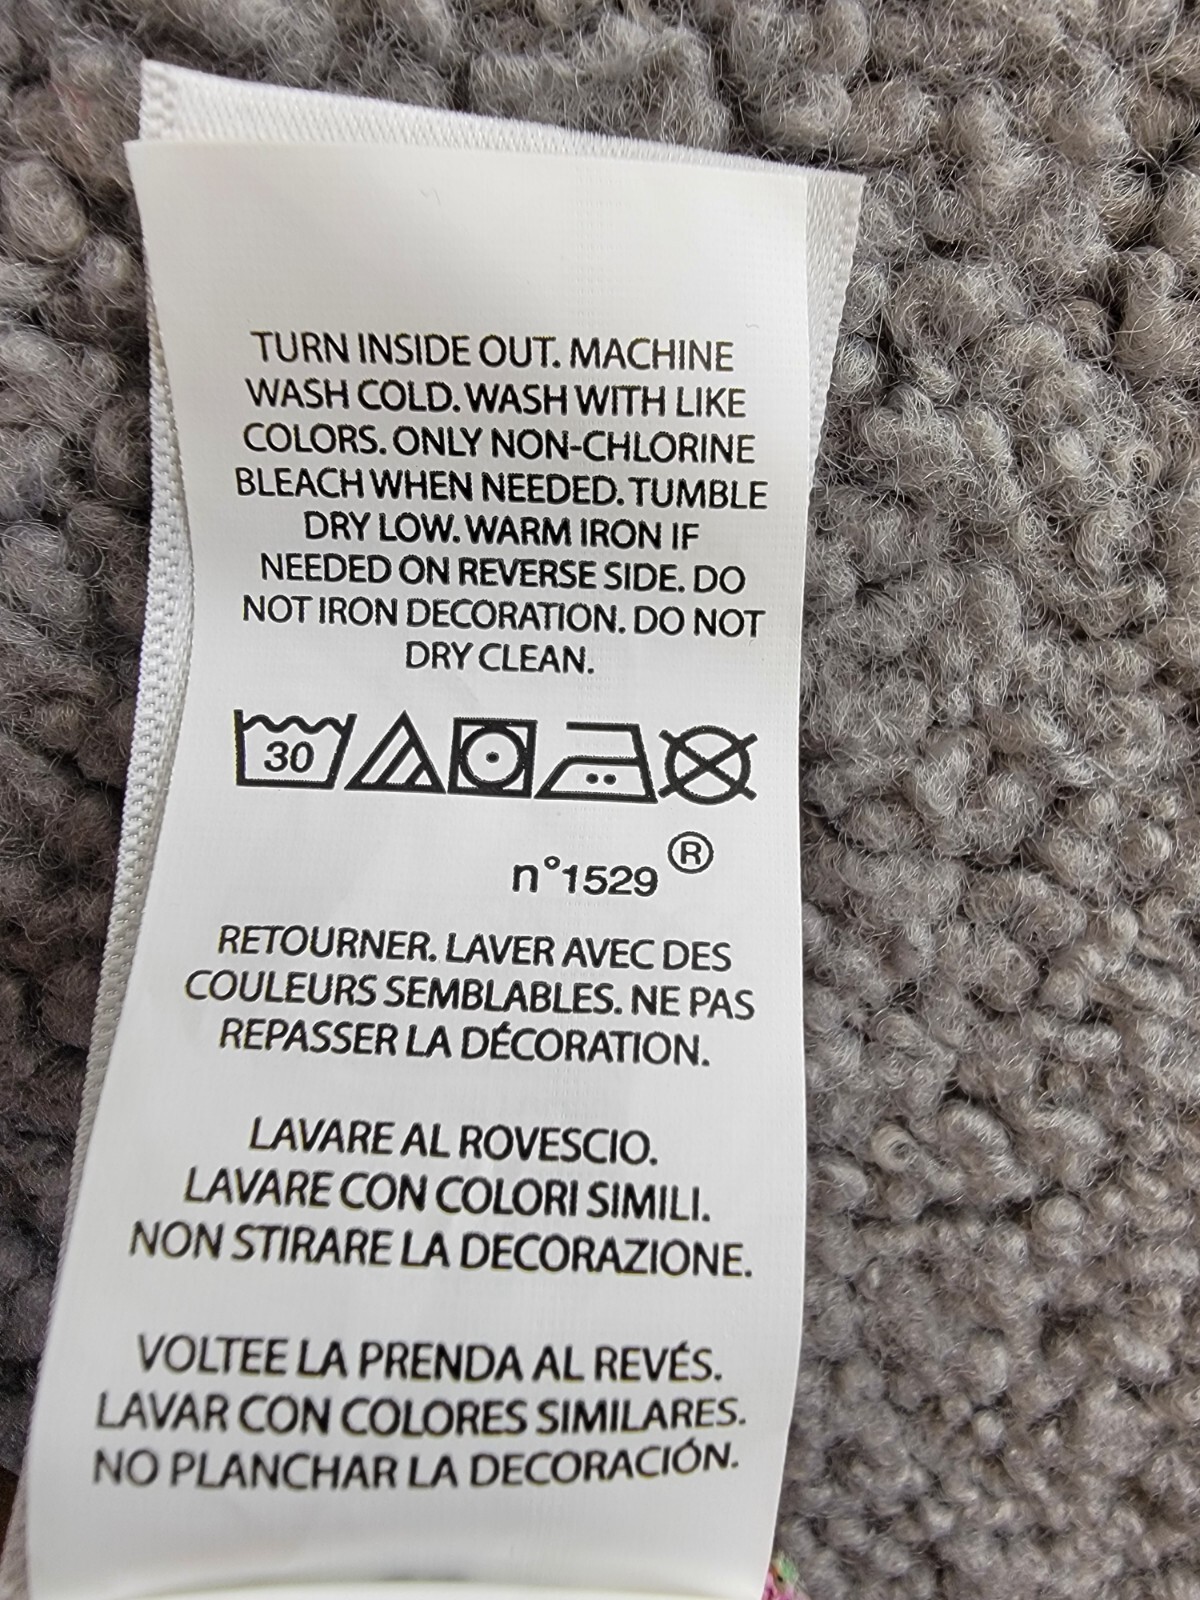 TURN INSIDE OUT. MACHINE
WASH COLD. WASH WITH LIKE
COLORS. ONLY NON-CHLORINE
BLEACH WHEN NEEDED. TUMBLE
DRY LOW. WARM IRON IF
NEEDED ON REVERSE SIDE. DO
NOT IRON DECORATION. DO NOT
DRY CLEAN.
30
n°1529 ®
RETOURNER. LAVER AVEC DES
COULEURS SEMBLABLES. NE PAS
REPASSER LA DÉCORATION.
LAVARE AL ROVESCIO.
LAVARE CON COLORI SIMILI.
NON STIRARE LA DECORAZIONE.
VOLTEE LA PRENDA AL REVÉS.
LAVAR CON COLORES SIMILARES.
NO PLANCHAR LA DECORACIÓN.